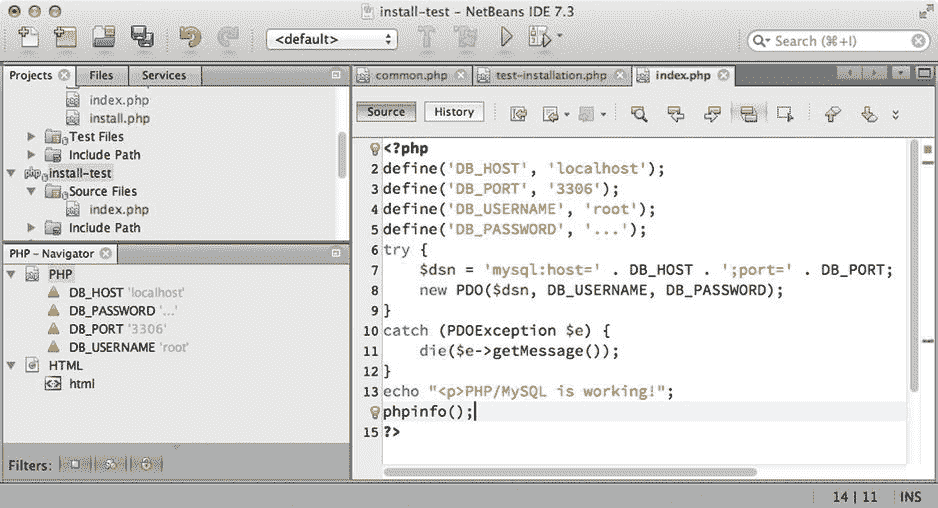 install-test - NetBeans IDE 7.3
<default>
Search (⌘+I)
Projects
Files
Services
index.php
install.php
Test Files
Include Path
install-test
Source Files
index.php
Include Path
PHP - Navigator
PHP
DB_HOST 'localhost'
DB_PASSWORD '...'
DB_PORT '3306'
DB_USERNAME 'root'
HTML
html
Filters:
common.php
test-installation.php
index.php
Source
History
<?php
2 define('DB_HOST', 'localhost');
3 define('DB_PORT', '3306');
4 define('DB_USERNAME', 'root');
5 define('DB_PASSWORD', '...');
6 try {
7 $dsn = 'mysql:host=' . DB_HOST . ';port=' . DB_PORT;
8 new PDO($dsn, DB_USERNAME, DB_PASSWORD);
9 }
10 catch (PDOException $e) {
11 die($e->getMessage());
12 }
13 echo "<p>PHP/MySQL is working!";
phpinfo();
15 ?>
14 | 11 INS